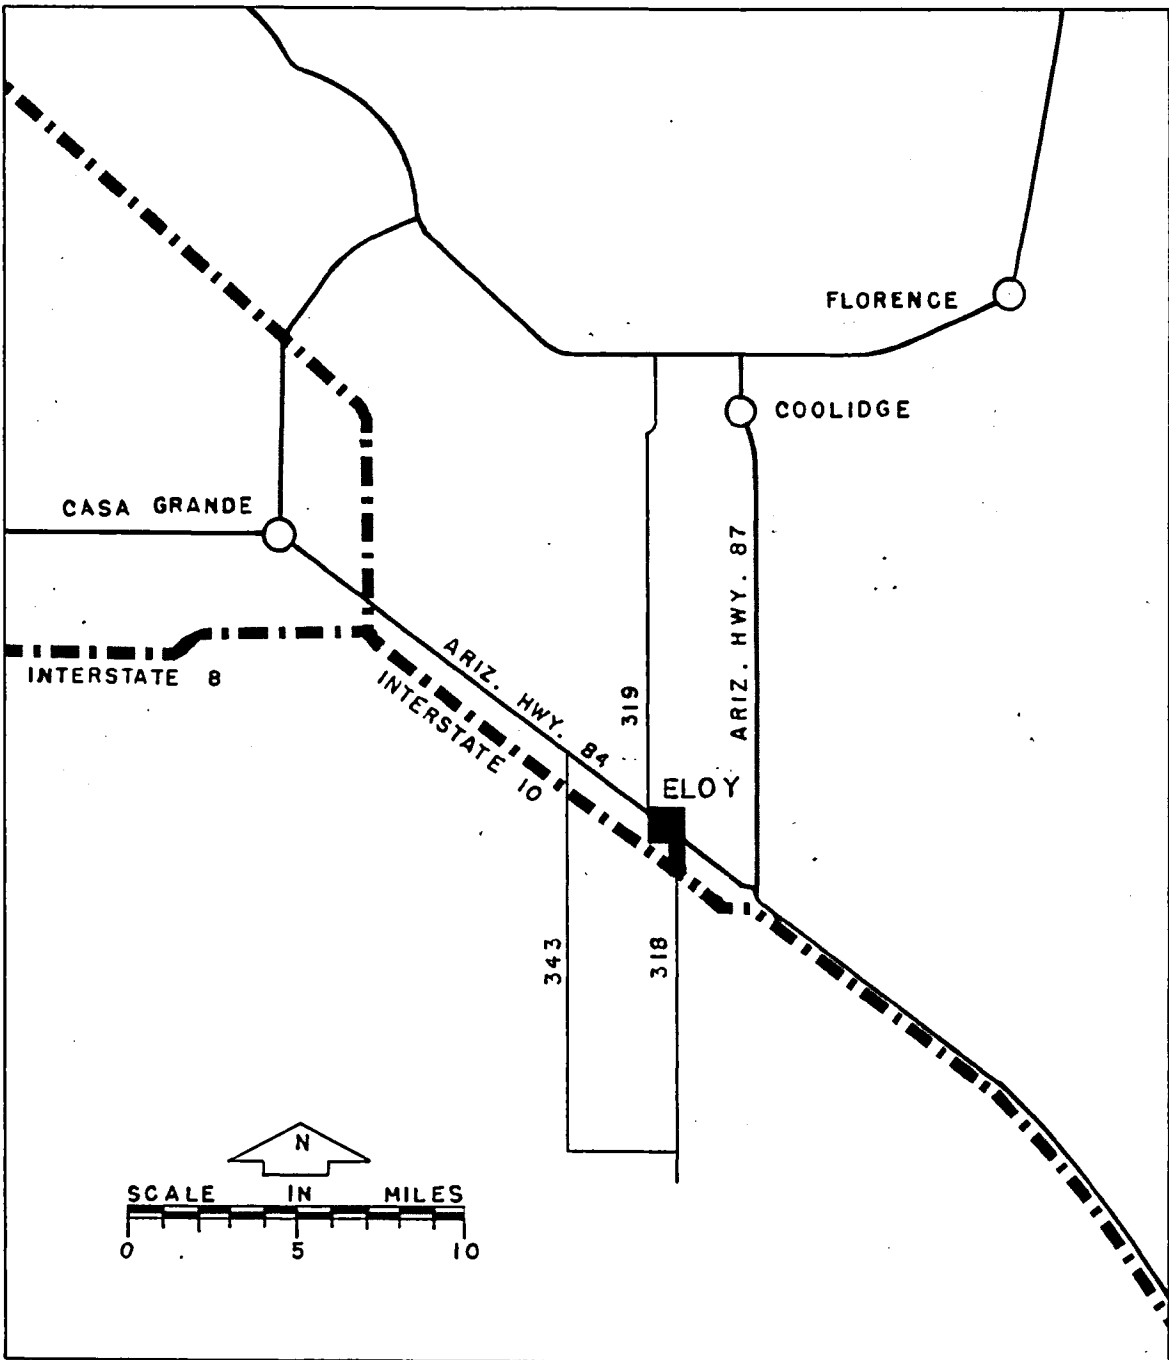 FLORENCE
COOLIDGE
CASA GRANDE
ARIZ. HWY. 87
INTERSTATE 8
ARIZ. HWY. 84
INTERSTATE 10
319
ELOY
343
318
N
SCALE IN MILES
0 5 10